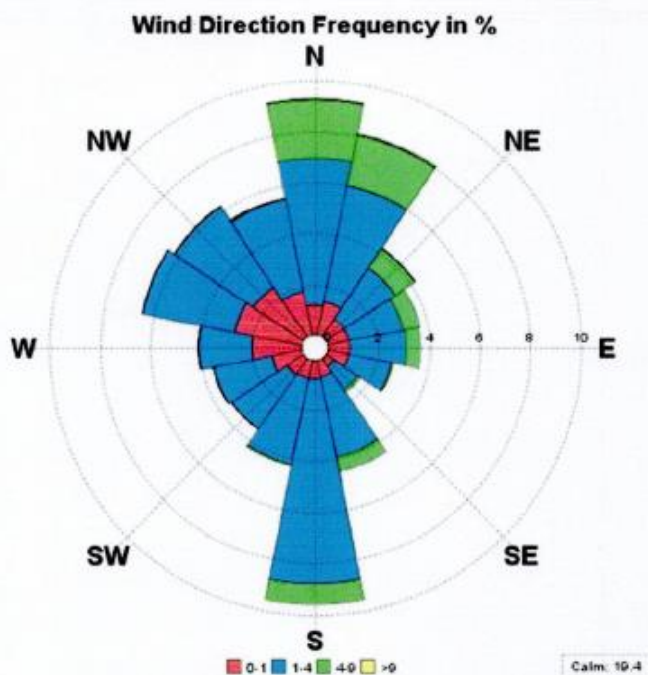 Wind Direction Frequency in %
N
NW NE
W 2 4 6 8 10 E
SW SE
S
0-1 1-4 4-9 >9
Calm: 19.4